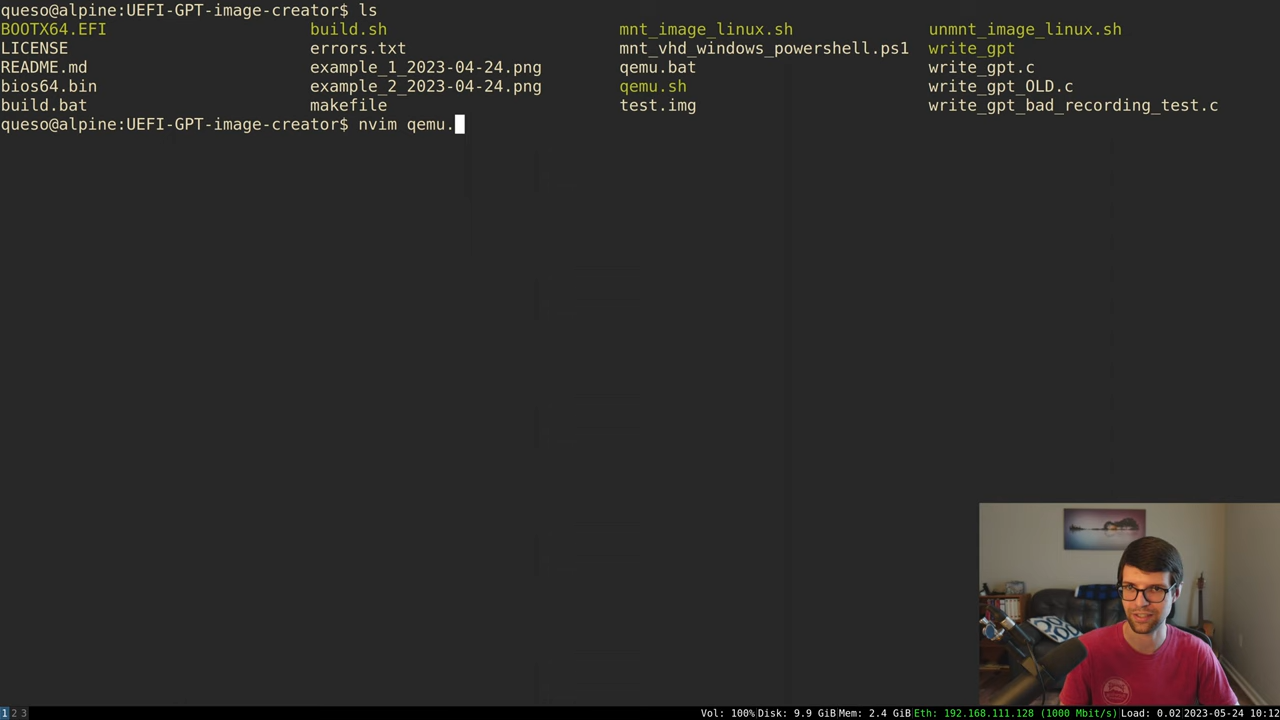 queso@alpine:UEFI-GPT-image-creator$ ls
BOOTX64.EFI build.sh mnt_image_linux.sh unmnt_image_linux.sh
LICENSE errors.txt mnt_vhd_windows_powershell.ps1 write_gpt
README.md example_1_2023-04-24.png qemu.bat write_gpt.c
bios64.bin example_2_2023-04-24.png qemu.sh write_gpt_OLD.c
build.bat makefile test.img write_gpt_bad_recording_test.c
queso@alpine:UEFI-GPT-image-creator$ nvim qemu.
1 2 3 Vol: 100% Disk: 9.9 GiB Mem: 2.4 GiB Eth: 192.168.111.128 (1000 Mbit/s) Load: 0.02 2023-05-24 10:12